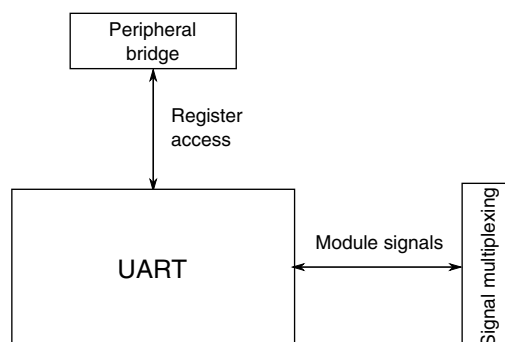 Peripheral
bridge
Register
access
UART
Module signals
Signal multiplexing